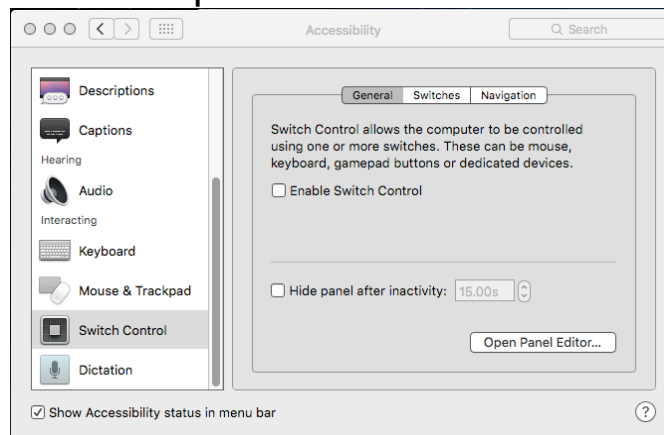 Accessibility
Search
Descriptions
Captions
Hearing
Audio
Interacting
Keyboard
Mouse & Trackpad
Switch Control
Dictation
General Switches Navigation
Switch Control allows the computer to be controlled
using one or more switches. These can be mouse,
keyboard, gamepad buttons or dedicated devices.
Enable Switch Control
Hide panel after inactivity: 15.00s
Open Panel Editor...
Show Accessibility status in menu bar
?